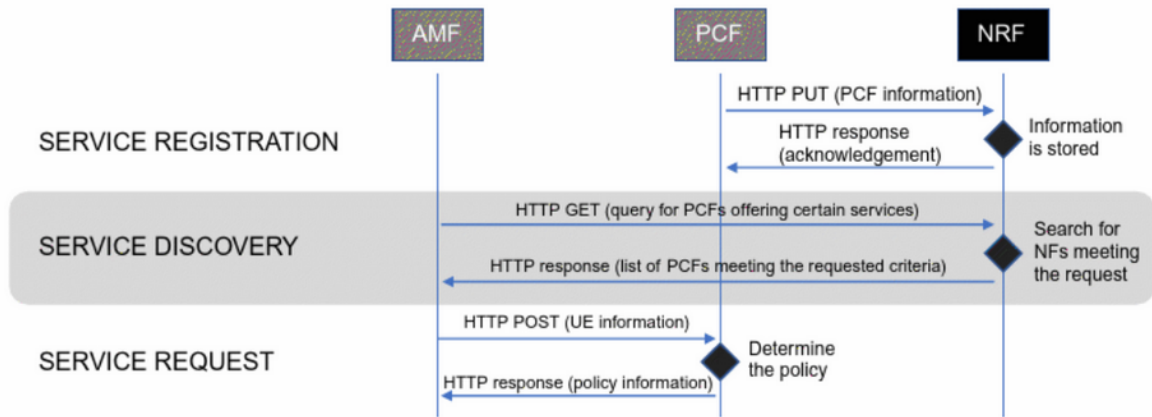 AMF
PCF
NRF
HTTP PUT (PCF information)
SERVICE REGISTRATION
HTTP response
(acknowledgement)
Information
is stored
HTTP GET (query for PCFs offering certain services)
SERVICE DISCOVERY
Search for
NFs meeting
the request
HTTP response (list of PCFs meeting the requested criteria)
HTTP POST (UE information)
SERVICE REQUEST
Determine
the policy
HTTP response (policy information)